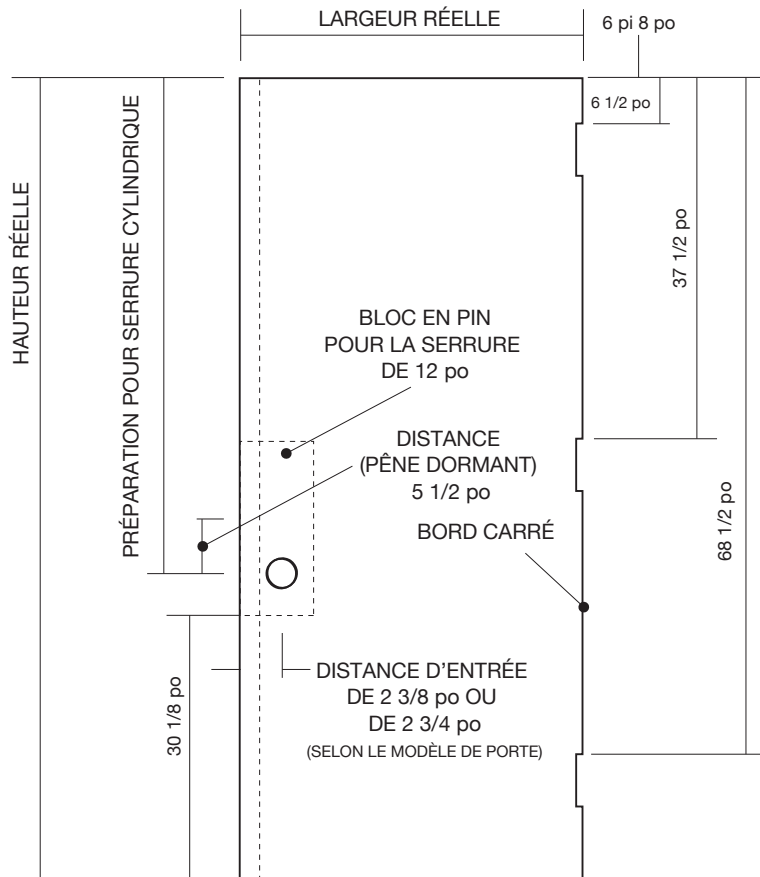 LARGEUR RÉELLE
6 pi 8 po
6 1/2 po
HAUTEUR RÉELLE
PRÉPARATION POUR SERRURE CYLINDRIQUE
37 1/2 po
BLOC EN PIN
POUR LA SERRURE
DE 12 po
DISTANCE
(PÊNE DORMANT)
5 1/2 po
BORD CARRÉ
68 1/2 po
30 1/8 po
DISTANCE D'ENTRÉE
DE 2 3/8 po OU
DE 2 3/4 po
(SELON LE MODÈLE DE PORTE)